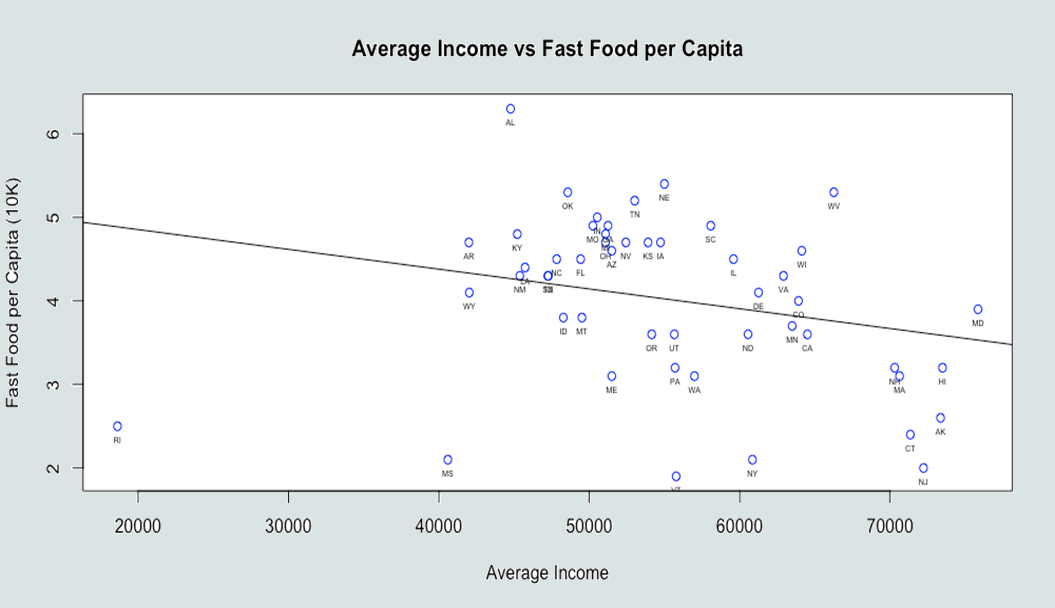 Average Income vs Fast Food per Capita
Fast Food per Capita (10K)
6
5
4
3
2
AL
NE
OK
WV
TN
SC
MO
IN
KY
AR
OH
AZ
NV
KS
IA
WI
NC
FL
IL
LA
NM
VA
WY
DE
CO
MD
ID
MT
MN
OR
UT
ND
CA
PA
ME
WA
NH
MA
HI
AK
RI
CT
MS
NY
NJ
VT
20000 30000 40000 50000 60000 70000
Average Income